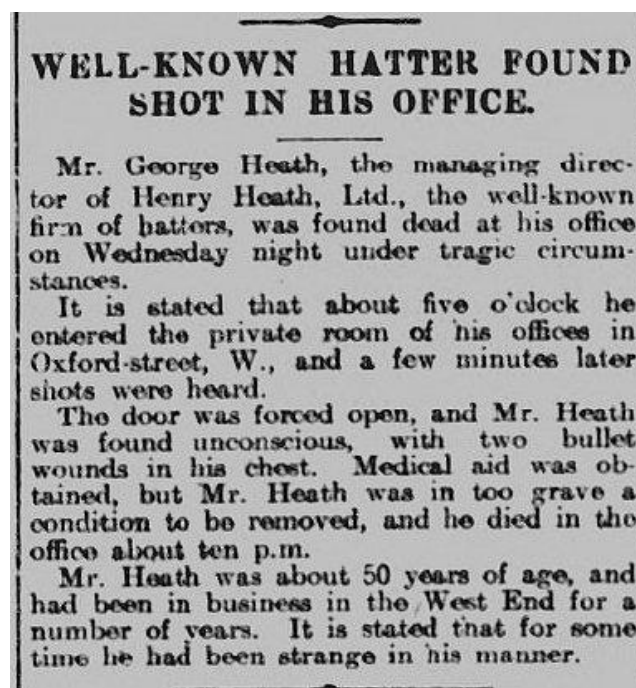 WELL-KNOWN HATTER FOUND
SHOT IN HIS OFFICE.
Mr. George Heath, the managing direc-
tor of Henry Heath, Ltd., the well-known
firm of hatters, was found dead at his office
on Wednesday night under tragic circum-
stances.
It is stated that about five o'clock he
entered the private room of his offices in
Oxford-street, W., and a few minutes later
shots were heard.
The door was forced open, and Mr. Heath
was found unconscious, with two bullet
wounds in his chest. Medical aid was ob-
tained, but Mr. Heath was in too grave a
condition to be removed, and he died in the
office about ten p.m.
Mr. Heath was about 50 years of age, and
had been in business in the West End for a
number of years. It is stated that for some
time he had been strange in his manner.